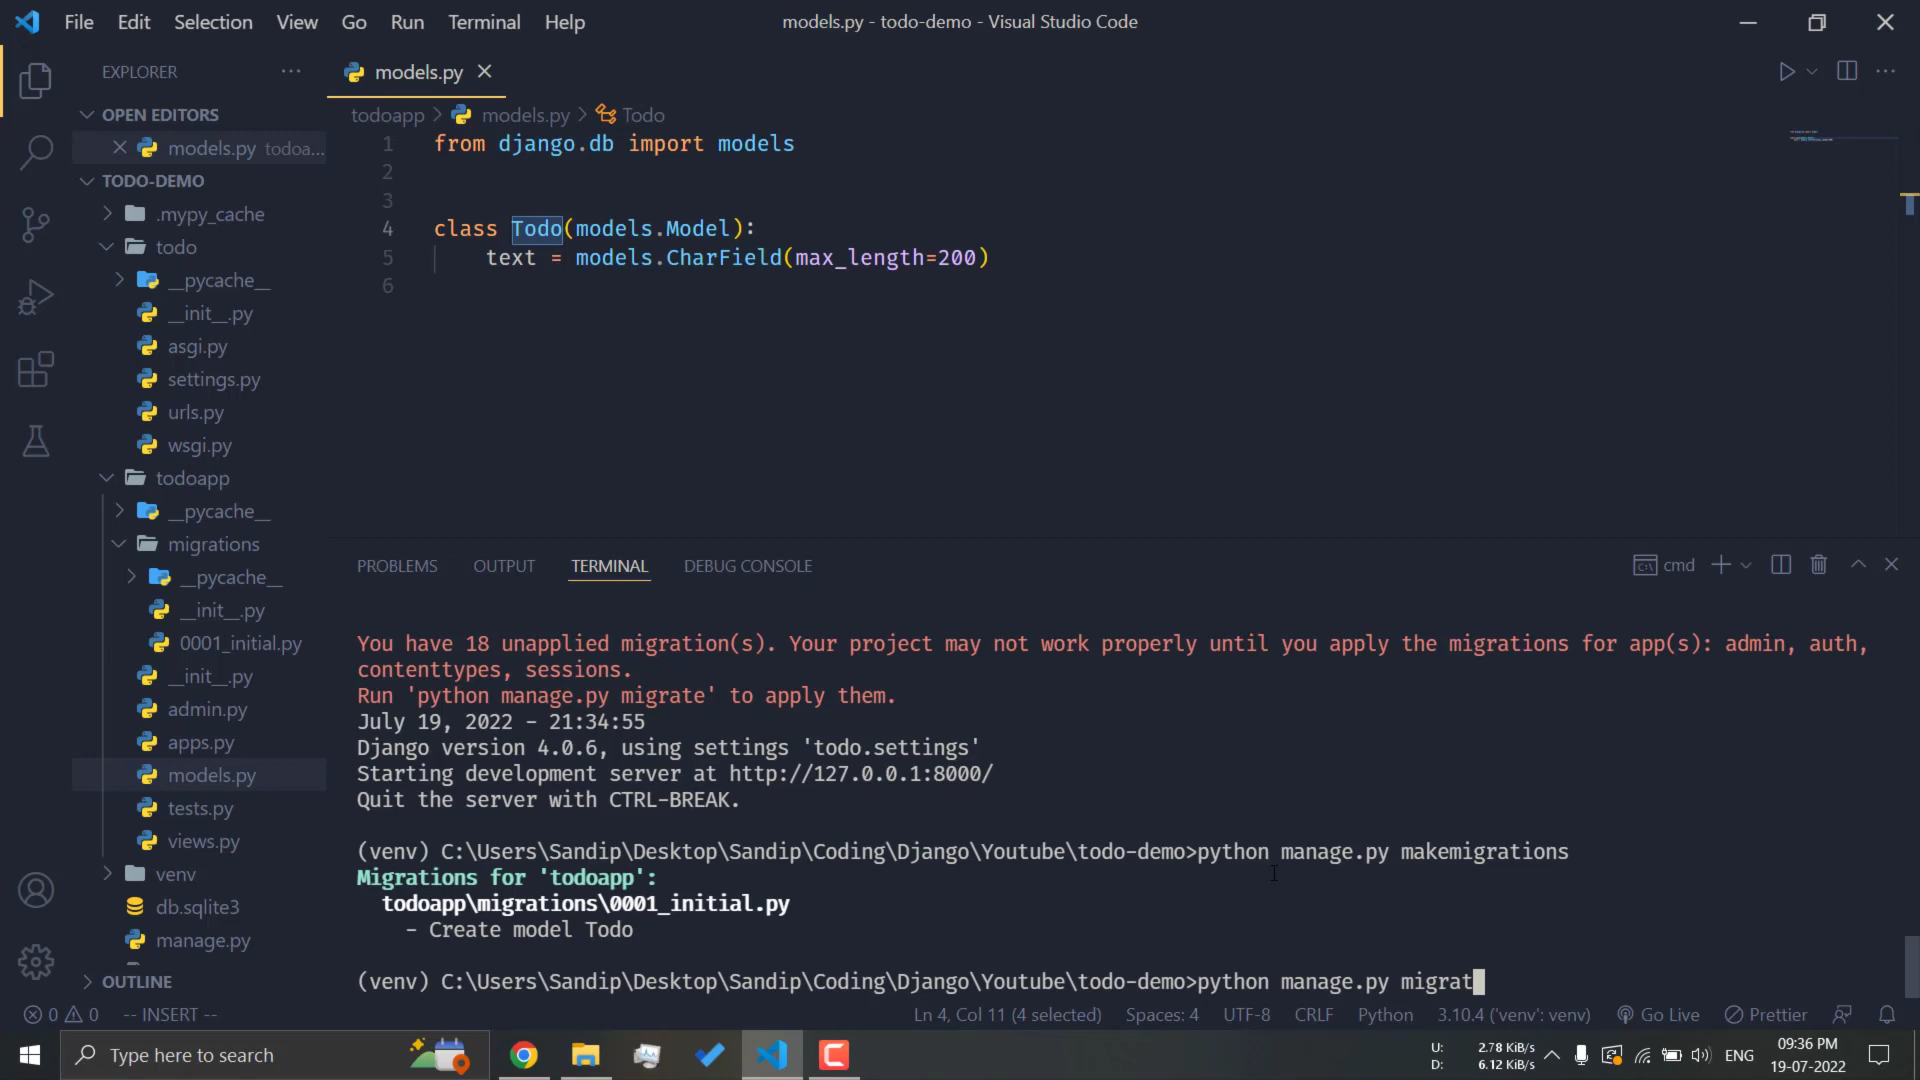 File Edit Selection View Go Run Terminal Help
models.py - todo-demo - Visual Studio Code
EXPLORER
OPEN EDITORS
models.py todoa...
TODO-DEMO
.mypy_cache
todo
__pycache__
__init__.py
asgi.py
settings.py
urls.py
wsgi.py
todoapp
__pycache__
migrations
__pycache__
__init__.py
0001_initial.py
__init__.py
admin.py
apps.py
models.py
tests.py
views.py
venv
db.sqlite3
manage.py
OUTLINE
models.py
todoapp > models.py > Todo
1 from django.db import models
2
3
4 class Todo(models.Model):
5 text = models.CharField(max_length=200)
6
PROBLEMS OUTPUT TERMINAL DEBUG CONSOLE
cmd
You have 18 unapplied migration(s). Your project may not work properly until you apply the migrations for app(s): admin, auth,
contenttypes, sessions.
Run 'python manage.py migrate' to apply them.
July 19, 2022 - 21:34:55
Django version 4.0.6, using settings 'todo.settings'
Starting development server at http://127.0.0.1:8000/
Quit the server with CTRL-BREAK.
(venv) C:\Users\Sandip\Desktop\Sandip\Coding\Django\Youtube\todo-demo>python manage.py makemigrations
Migrations for 'todoapp':
todoapp\migrations\0001_initial.py
- Create model Todo
(venv) C:\Users\Sandip\Desktop\Sandip\Coding\Django\Youtube\todo-demo>python manage.py migrat
0 0 -- INSERT -- Ln 4, Col 11 (4 selected) Spaces: 4 UTF-8 CRLF Python 3.10.4 ('venv': venv) Go Live Prettier
Type here to search
U: 2.78 KiB/s
D: 6.12 KiB/s
ENG
09:36 PM
19-07-2022